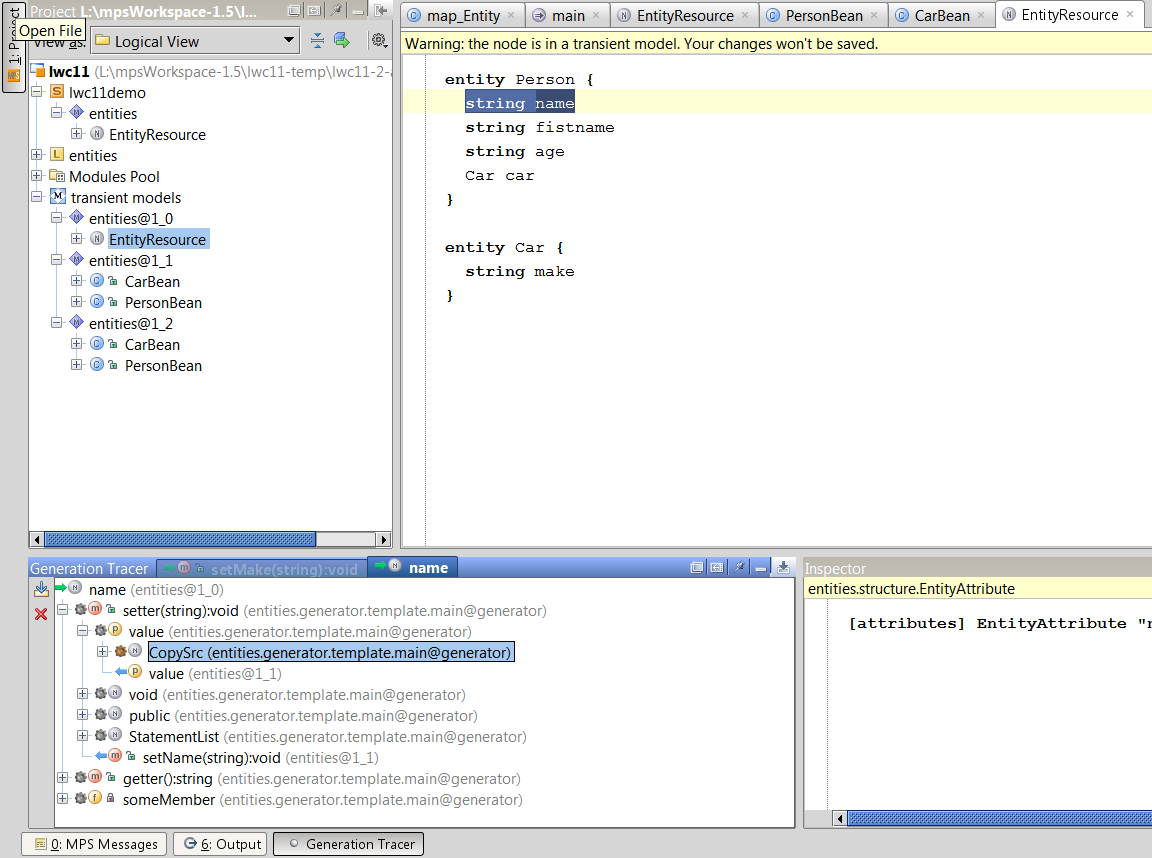 Project L:\mpsWorkspace-1.5\l...
Open File
1: Project
View as: Logical View
lwc11 (L:\mpsWorkspace-1.5\lwc11-temp\lwc11-2-
lwc11demo
entities
EntityResource
entities
Modules Pool
transient models
entities@1_0
EntityResource
entities@1_1
CarBean
PersonBean
entities@1_2
CarBean
PersonBean
map_Entity × main × EntityResource × PersonBean × CarBean × EntityResource ×
Warning: the node is in a transient model. Your changes won't be saved.
entity Person {
string name
string fistname
string age
Car car
}
entity Car {
string make
}
Generation Tracer setMake(string):void name
name (entities@1_0)
setter(string):void (entities.generator.template.main@generator)
value (entities.generator.template.main@generator)
CopySrc (entities.generator.template.main@generator)
value (entities@1_1)
void (entities.generator.template.main@generator)
public (entities.generator.template.main@generator)
StatementList (entities.generator.template.main@generator)
setName(string):void (entities@1_1)
getter():string (entities.generator.template.main@generator)
someMember (entities.generator.template.main@generator)
Inspector
entities.structure.EntityAttribute
[attributes] EntityAttribute "
0: MPS Messages 6: Output Generation Tracer